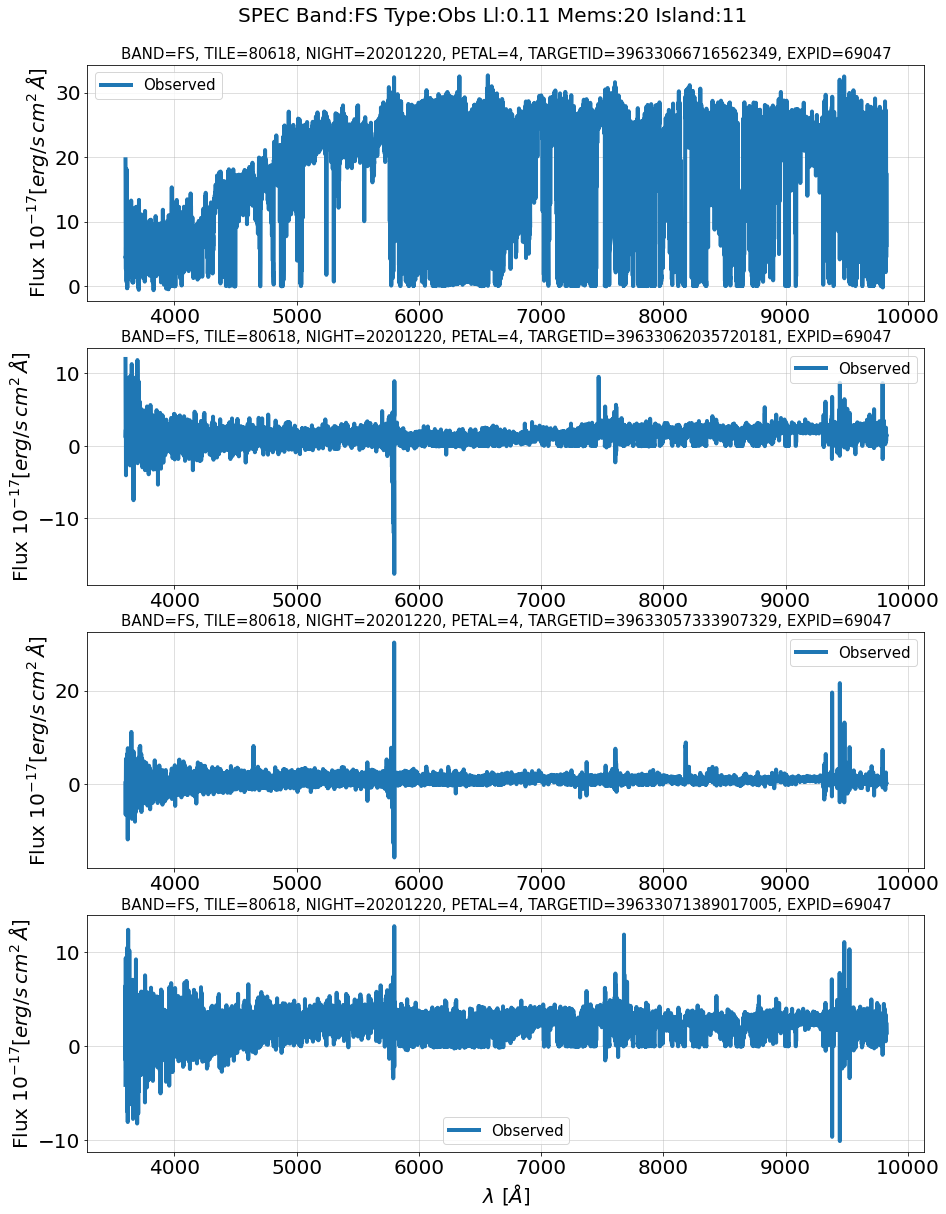 SPEC Band:FS Type:Obs Ll:0.11 Mems:20 Island:11
BAND=FS, TILE=80618, NIGHT=20201220, PETAL=4, TARGETID=39633066716562349, EXPID=69047
Flux 10^{-17}[erg/s cm^2 Å]
30
20
10
0
Observed
4000 5000 6000 7000 8000 9000 10000
BAND=FS, TILE=80618, NIGHT=20201220, PETAL=4, TARGETID=39633062035720181, EXPID=69047
Flux 10^{-17}[erg/s cm^2 Å]
10
0
−10
Observed
4000 5000 6000 7000 8000 9000 10000
BAND=FS, TILE=80618, NIGHT=20201220, PETAL=4, TARGETID=39633057333907329, EXPID=69047
Flux 10^{-17}[erg/s cm^2 Å]
20
0
Observed
4000 5000 6000 7000 8000 9000 10000
BAND=FS, TILE=80618, NIGHT=20201220, PETAL=4, TARGETID=39633071389017005, EXPID=69047
Flux 10^{-17}[erg/s cm^2 Å]
10
0
−10
Observed
4000 5000 6000 7000 8000 9000 10000
λ [Å]